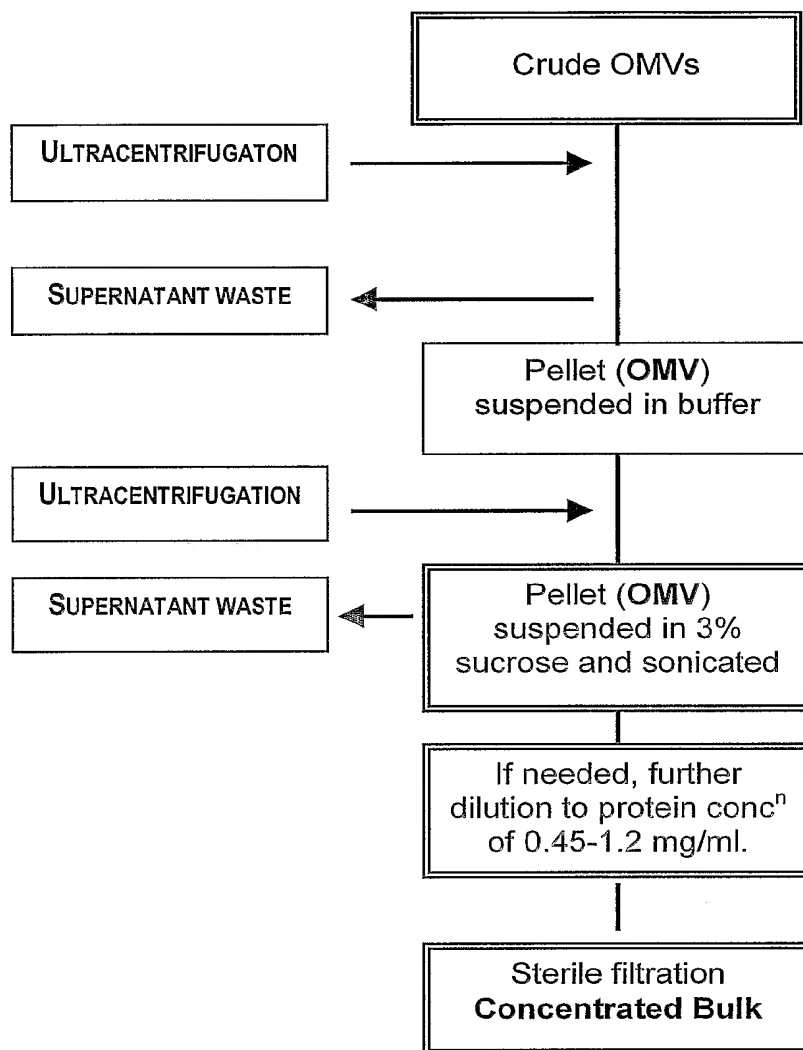 Crude OMVs
ULTRACENTRIFUGATON
SUPERNATANT WASTE
Pellet (OMV)
suspended in buffer
ULTRACENTRIFUGATION
SUPERNATANT WASTE
Pellet (OMV)
suspended in 3%
sucrose and sonicated
If needed, further
dilution to protein concⁿ
of 0.45-1.2 mg/ml.
Sterile filtration
Concentrated Bulk